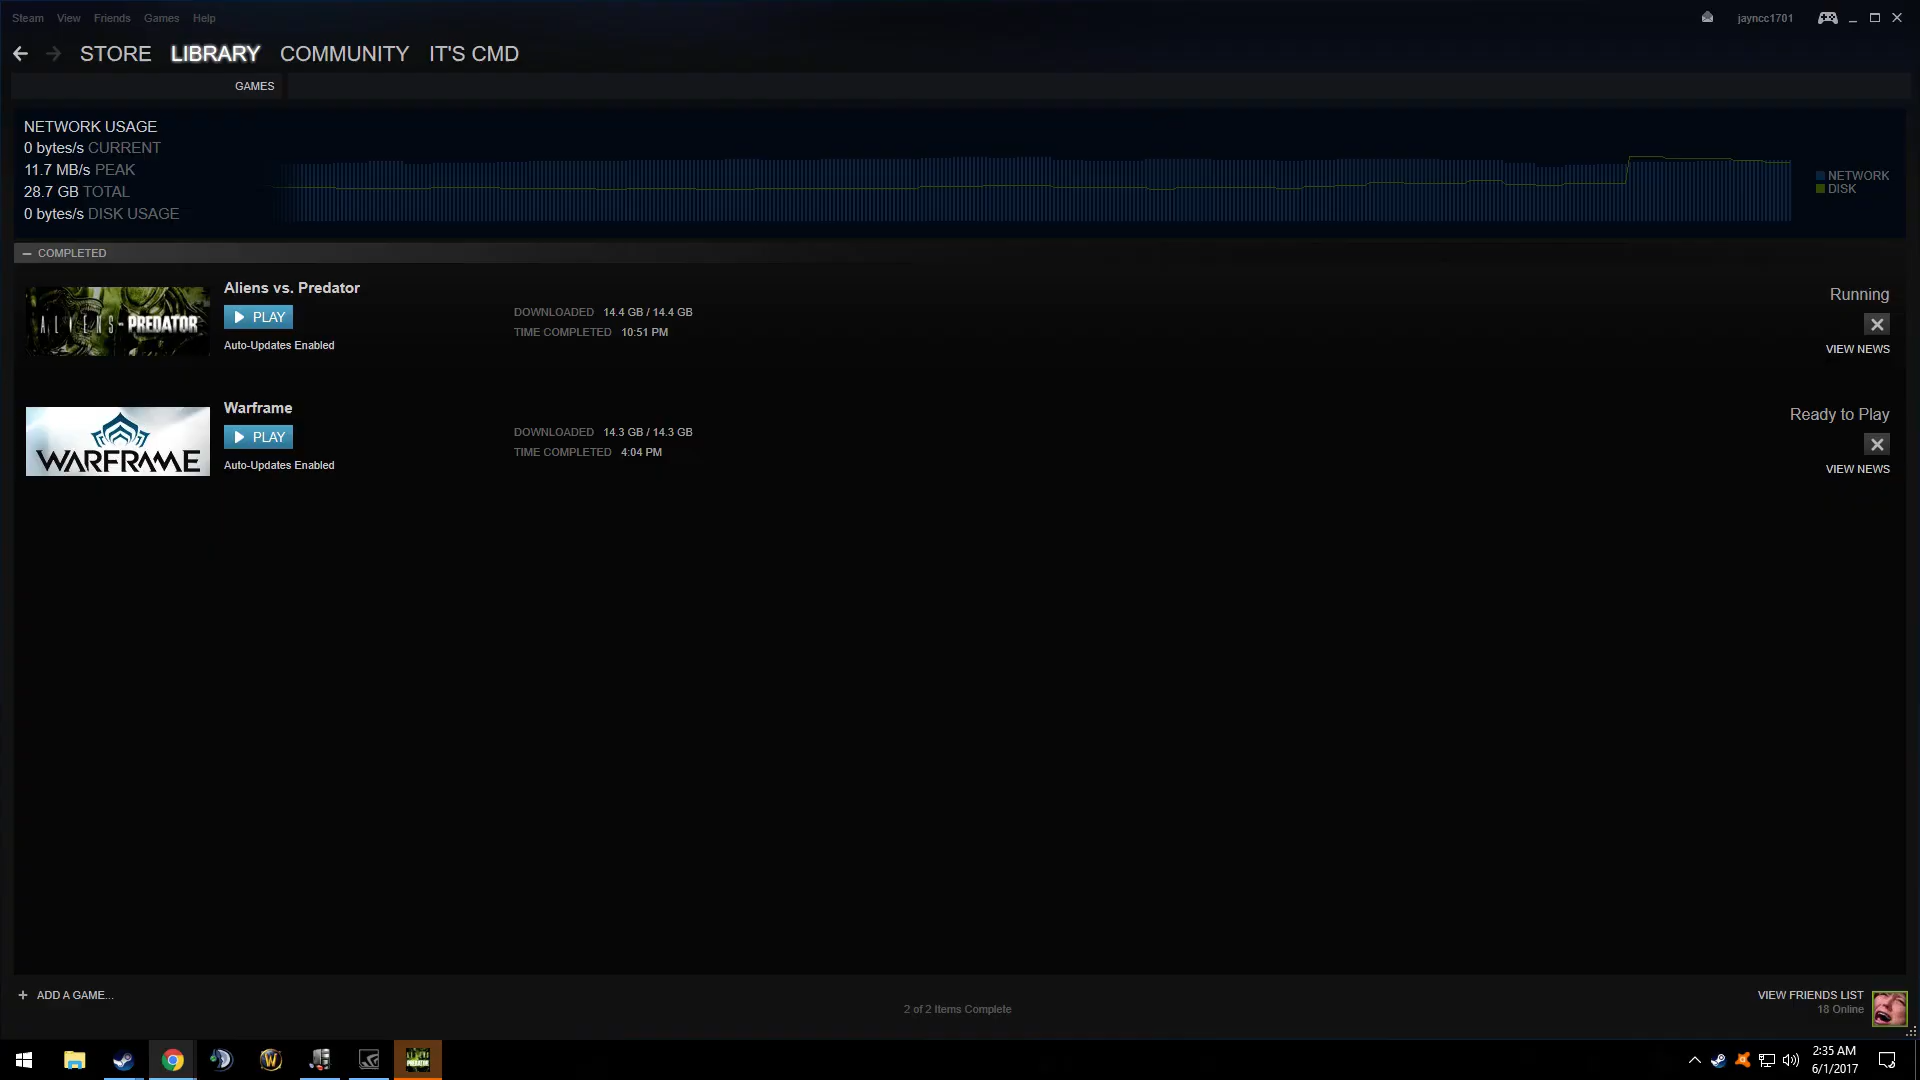 Steam View Friends Games Help
jayncc1701
STORE LIBRARY COMMUNITY IT'S CMD
GAMES
NETWORK USAGE
0 bytes/s CURRENT
11.7 MB/s PEAK
28.7 GB TOTAL
0 bytes/s DISK USAGE
NETWORK
DISK
COMPLETED
ALIENS PREDATOR
Aliens vs. Predator
PLAY
Auto-Updates Enabled
DOWNLOADED 14.4 GB / 14.4 GB
TIME COMPLETED 10:51 PM
Running
VIEW NEWS
WARFRAME
Warframe
PLAY
Auto-Updates Enabled
DOWNLOADED 14.3 GB / 14.3 GB
TIME COMPLETED 4:04 PM
Ready to Play
VIEW NEWS
+ ADD A GAME...
2 of 2 Items Complete
VIEW FRIENDS LIST
18 Online
2:35 AM
6/1/2017